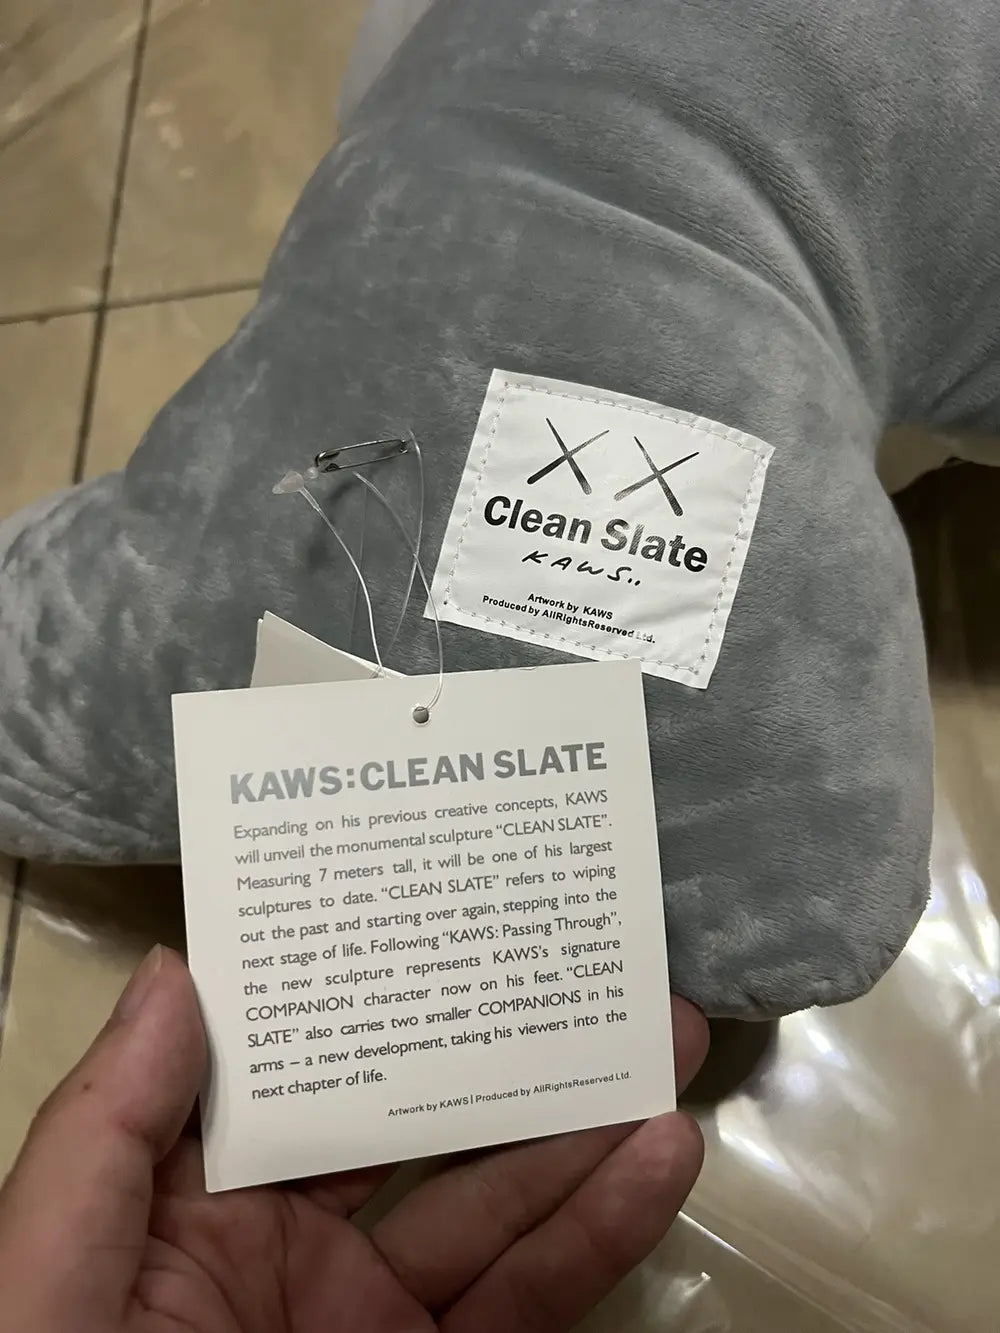 XX
Clean Slate
KAWS..
Artwork by KAWS
Produced by AllRightsReserved Ltd.
KAWS:CLEAN SLATE
Expanding on his previous creative concepts, KAWS
will unveil the monumental sculpture “CLEAN SLATE”.
Measuring 7 meters tall, it will be one of his largest
sculptures to date. “CLEAN SLATE” refers to wiping
out the past and starting over again, stepping into the
next stage of life. Following “KAWS: Passing Through”,
the new sculpture represents KAWS's signature
COMPANION character now on his feet. “CLEAN
SLATE” also carries two smaller COMPANIONS in his
arms – a new development, taking his viewers into the
next chapter of life.
Artwork by KAWS | Produced by AllRightsReserved Ltd.